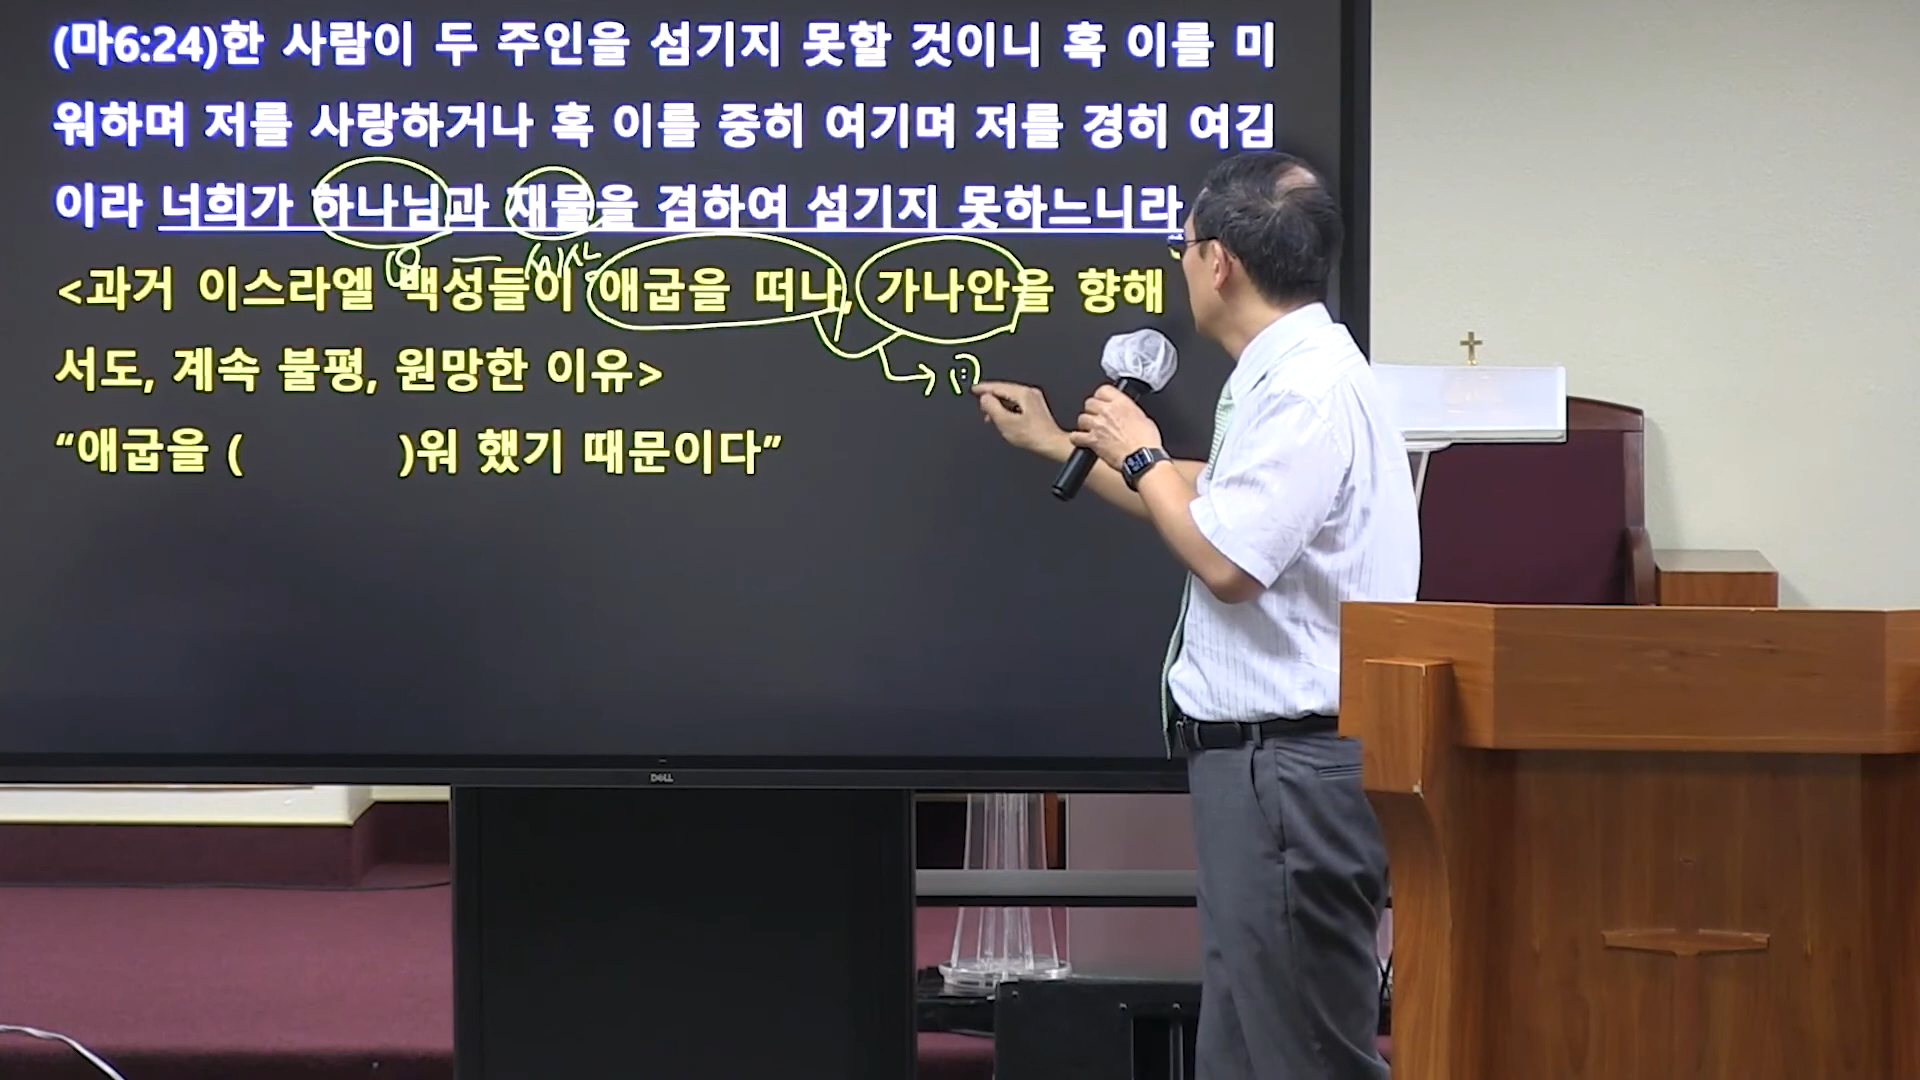 (마6:24)한 사람이 두 주인을 섬기지 못할 것이니 혹 이를 미
워하며 저를 사랑하거나 혹 이를 중히 여기며 저를 경히 여김
이라 너희가 하나님과 재물을 겸하여 섬기지 못하느니라
세상
<과거 이스라엘 백성들이 애굽을 떠나, 가나안을 향해
서도, 계속 불평, 원망한 이유>
“애굽을 (          )워 했기 때문이다”
DELL